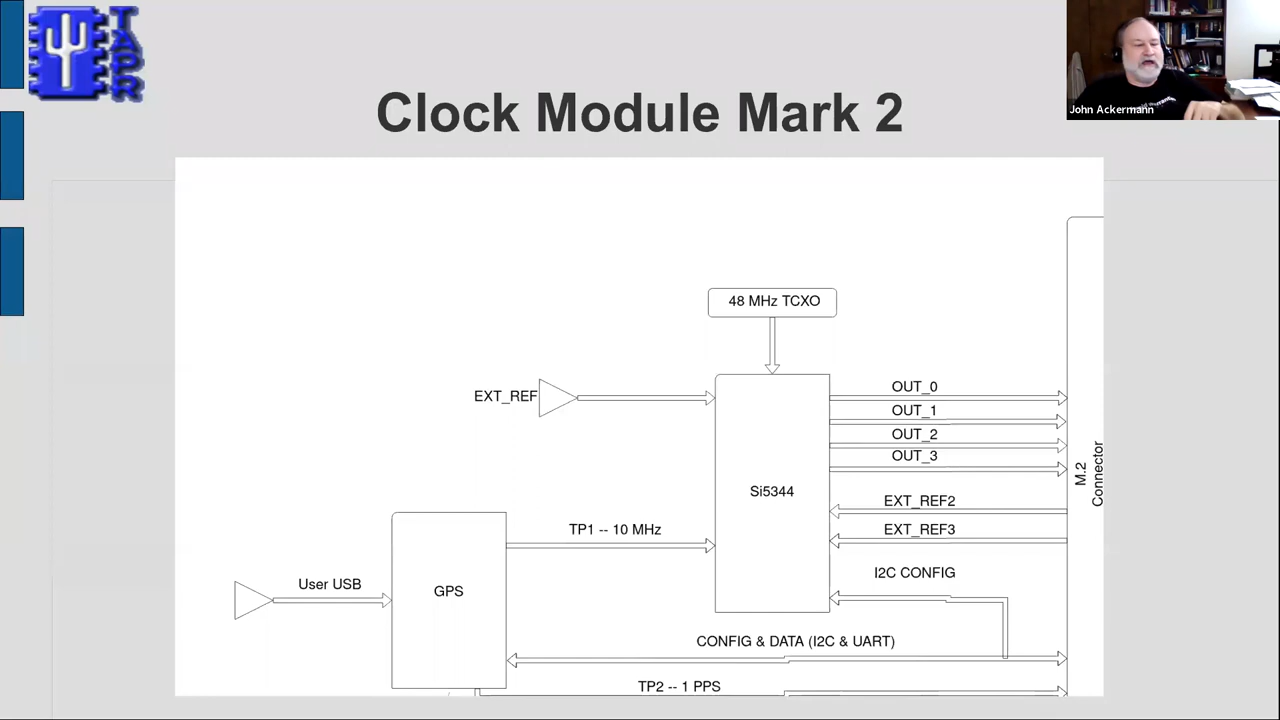 TAPR
John Ackermann
Clock Module Mark 2
48 MHz TCXO
EXT_REF
OUT_0
OUT_1
OUT_2
OUT_3
M.2
Connector
Si5344
EXT_REF2
EXT_REF3
TP1 -- 10 MHz
I2C CONFIG
User USB
GPS
CONFIG & DATA (I2C & UART)
TP2 -- 1 PPS